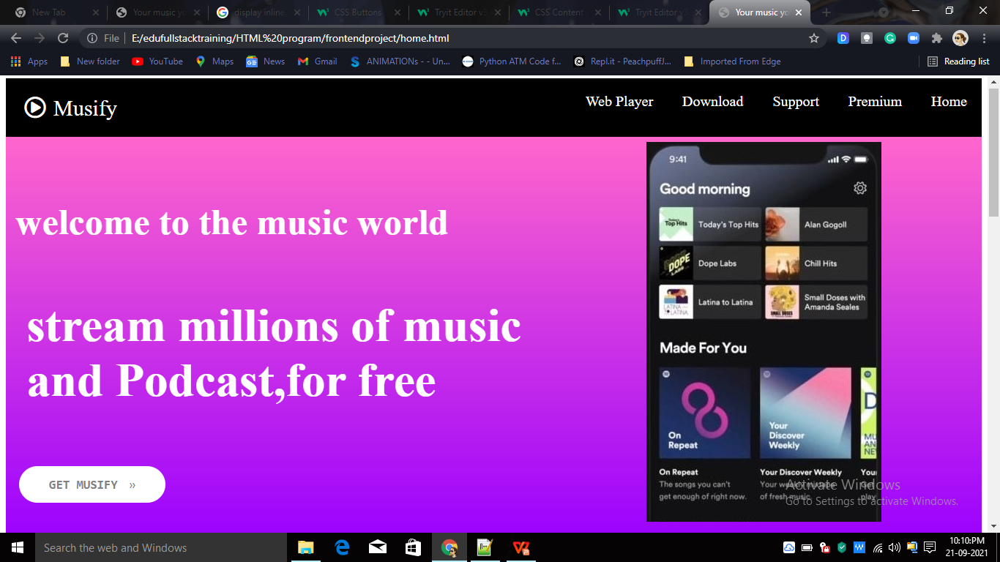 New Tab
Your music yo
display inline
CSS Buttons
Tryit Editor v3
CSS Content
Tryit Editor v3
Your music yo
File
E:/edufullstacktraining/HTML%20program/frontendproject/home.html
Apps
New folder
YouTube
Maps
News
Gmail
ANIMATIONs - - Un...
Python ATM Code f...
Repl.it - PeachpuffJ...
Imported From Edge
Reading list
Musify
Web Player
Download
Support
Premium
Home
welcome to the music world
stream millions of music
and Podcast,for free
GET MUSIFY »
9:41
Good morning
Today's Top Hits
Alan Gogoll
Dope Labs
Chill Hits
Latina to Latina
Small Doses with
Amanda Seales
Made For You
On
Repeat
Your
Discover
Weekly
On Repeat
The songs you can't
get enough of right now.
Your Discover Weekly
Your weekly mixtape
of fresh music.
Activate Windows
Go to Settings to activate Windows.
Search the web and Windows
10:10:PM
21-09-2021